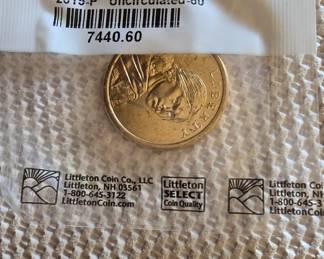 2015-P Uncirculated-60
7440.60
LIBERTY
Littleton Coin Co., LLC
Littleton, NH 03561
1-800-645-3122
LittletonCoin.com
Littleton
SELECT
Coin Quality
Littleton Coin
Littleton, NH
1-800-645-3
LittletonCoin